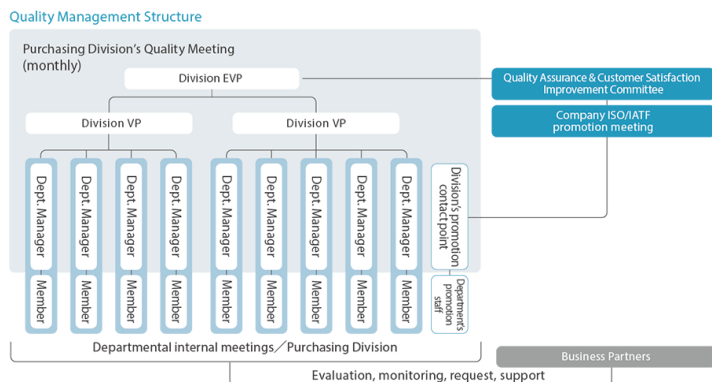 Quality Management Structure
Purchasing Division's Quality Meeting
(monthly)
Division EVP
Quality Assurance & Customer Satisfaction
Improvement Committee
Company ISO/IATF
promotion meeting
Division VP
Division VP
Dept. Manager
Dept. Manager
Dept. Manager
Dept. Manager
Dept. Manager
Dept. Manager
Dept. Manager
Dept. Manager
Dept. Manager
Division's promotion
contact point
Member
Member
Member
Member
Member
Member
Member
Member
Member
Department's
promotion
staff
Departmental internal meetings／Purchasing Division
Business Partners
Evaluation, monitoring, request, support